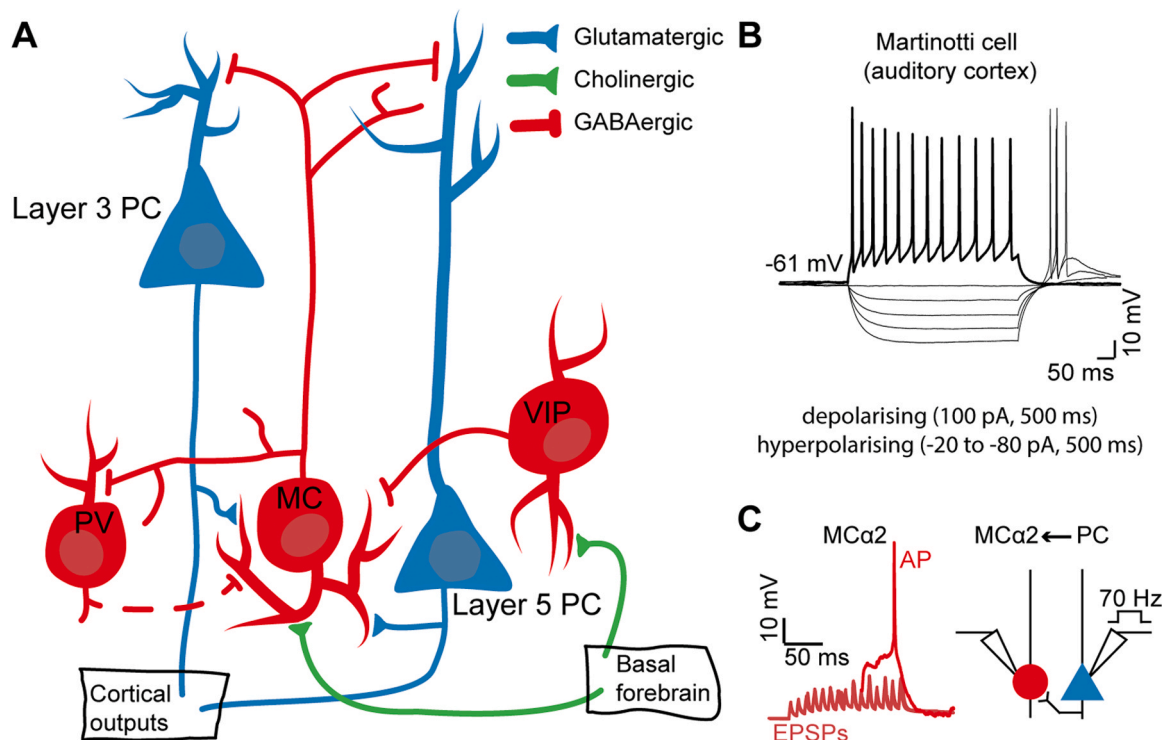 A
Glutamatergic
Cholinergic
GABAergic
Layer 3 PC
PV
MC
VIP
Layer 5 PC
Cortical
outputs
Basal
forebrain
B
Martinotti cell
(auditory cortex)
-61 mV
10 mV
50 ms
depolarising (100 pA, 500 ms)
hyperpolarising (-20 to -80 pA, 500 ms)
C
MCα2
AP
10 mV
50 ms
EPSPs
MCα2 ← PC
70 Hz